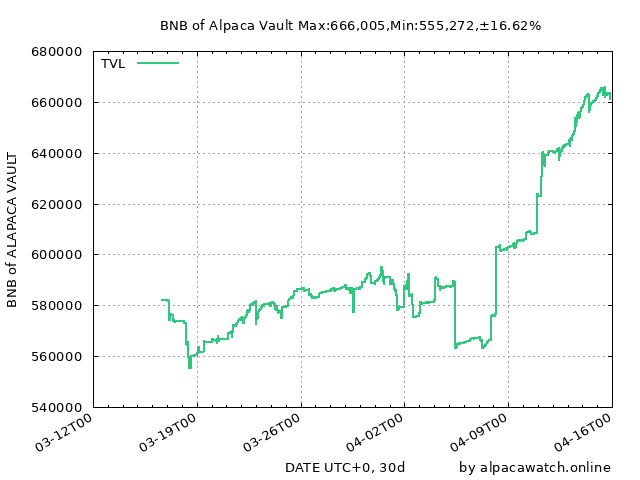 BNB of Alpaca Vault Max:666,005,Min:555,272,±16.62%
TVL
BNB of ALAPACA VAULT
680000
660000
640000
620000
600000
580000
560000
540000
03-12T00
03-19T00
03-26T00
04-02T00
04-09T00
04-16T00
DATE UTC+0, 30d
by alpacawatch.online